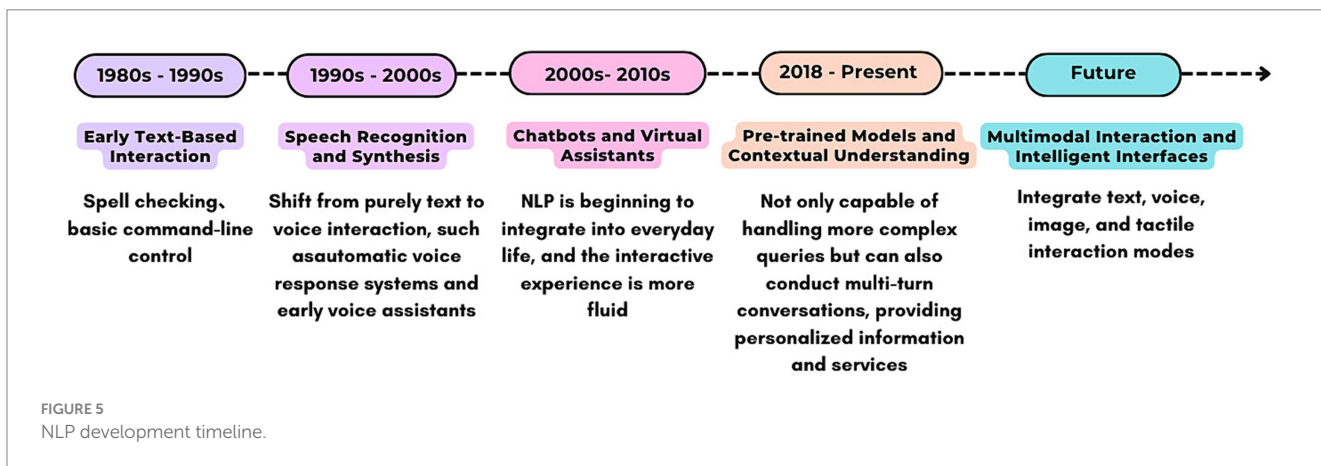 1980s - 1990s
1990s - 2000s
2000s- 2010s
2018 - Present
Future
Early Text-Based
Interaction
Spell checking、
basic command-line
control
Speech Recognition
and Synthesis
Shift from purely text to
voice interaction, such
asautomatic voice
response systems and
early voice assistants
Chatbots and Virtual
Assistants
NLP is beginning to
integrate into everyday
life, and the interactive
experience is more
fluid
Pre-trained Models and
Contextual Understanding
Not only capable of
handling more complex
queries but can also
conduct multi-turn
conversations, providing
personalized information
and services
Multimodal Interaction and
Intelligent Interfaces
Integrate text, voice,
image, and tactile
interaction modes
FIGURE 5
NLP development timeline.